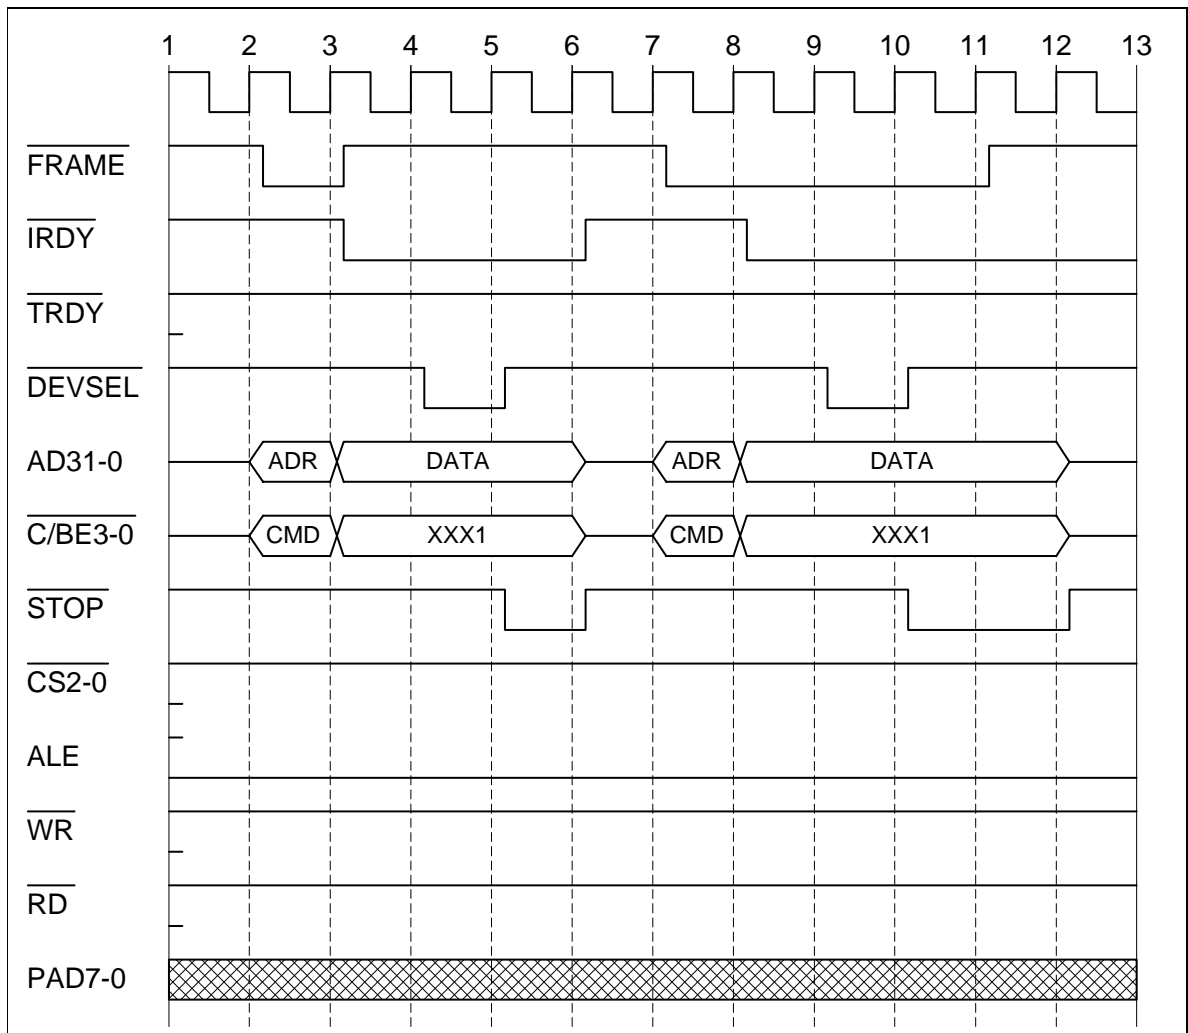 1 2 3 4 5 6 7 8 9 10 11 12 13
FRAME
IRDY
TRDY
DEVSEL
AD31-0 ADR DATA ADR DATA
C/BE3-0 CMD XXX1 CMD XXX1
STOP
CS2-0
ALE
WR
RD
PAD7-0